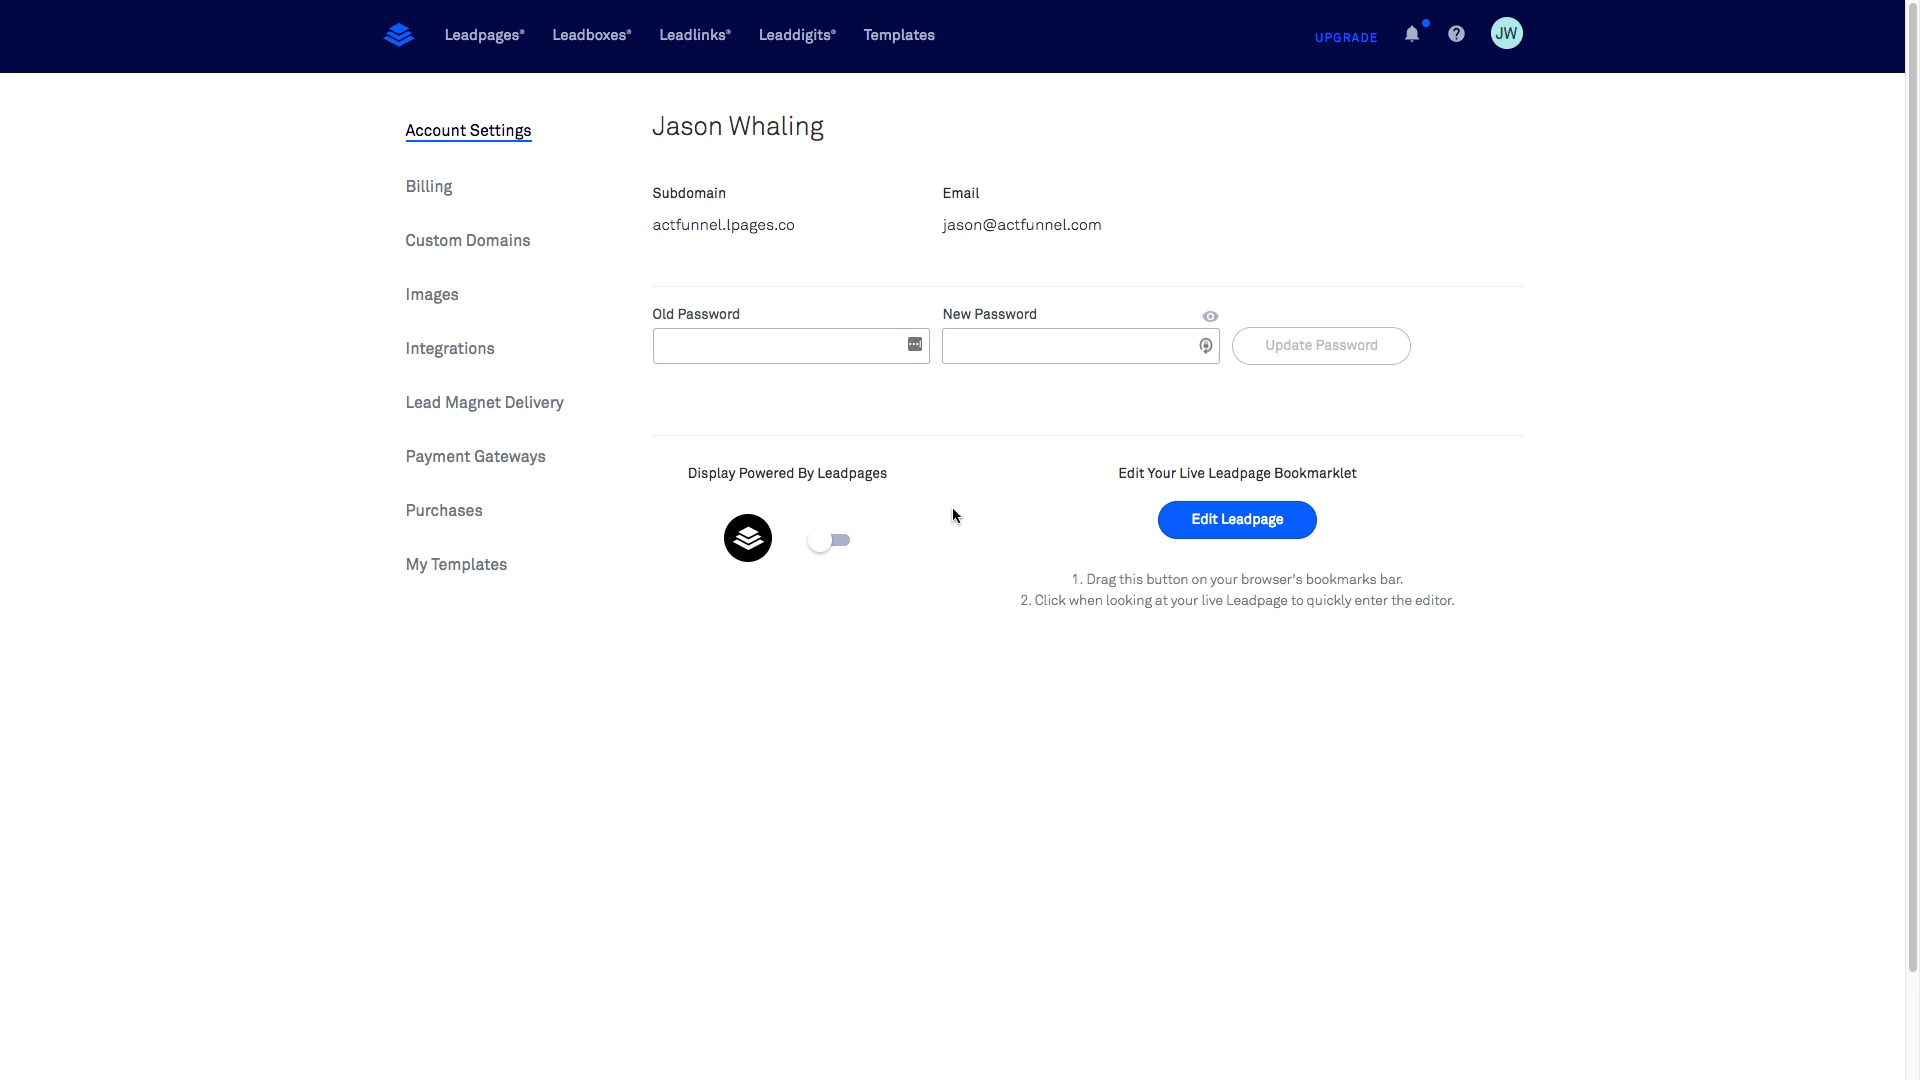 Leadpages® Leadboxes® Leadlinks® Leaddigits® Templates UPGRADE JW
Account Settings
Billing
Custom Domains
Images
Integrations
Lead Magnet Delivery
Payment Gateways
Purchases
My Templates
Jason Whaling
Subdomain Email
actfunnel.lpages.co jason@actfunnel.com
Old Password New Password
Update Password
Display Powered By Leadpages
Edit Your Live Leadpage Bookmarklet
Edit Leadpage
1. Drag this button on your browser's bookmarks bar.
2. Click when looking at your live Leadpage to quickly enter the editor.